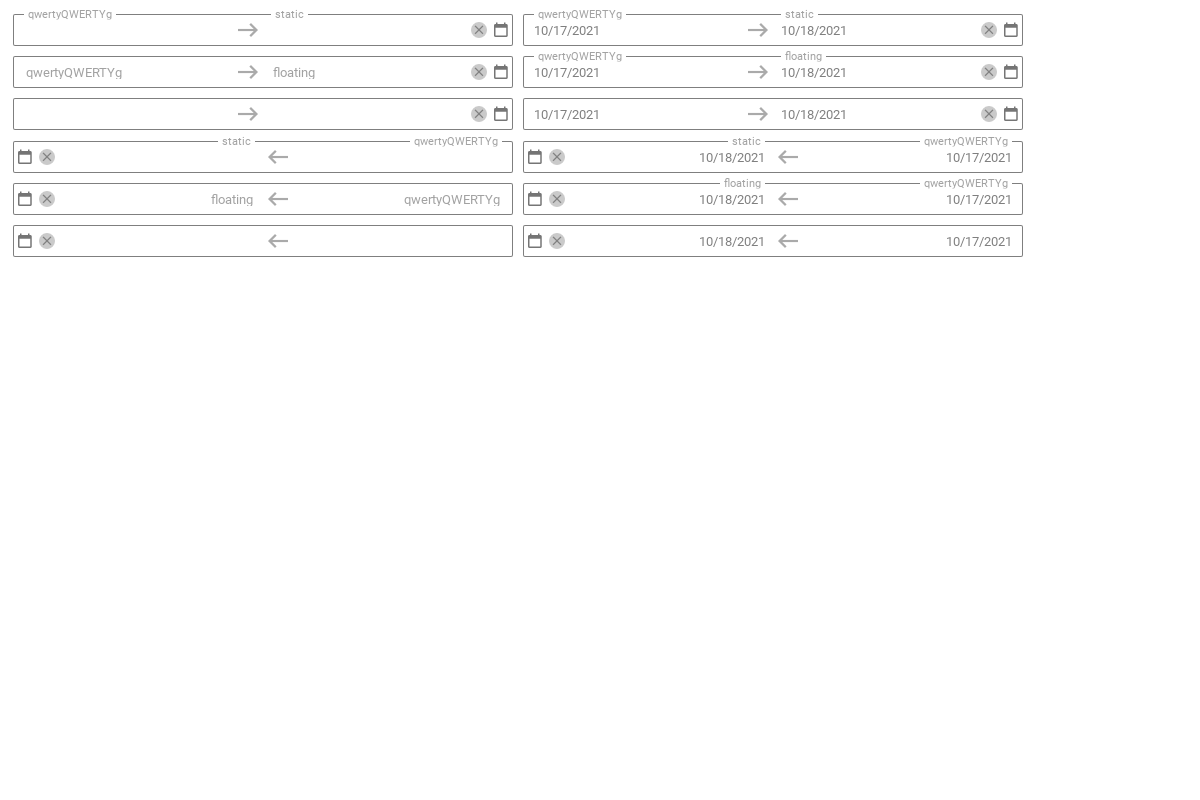 qwertyQWERTYg static qwertyQWERTYg static
10/17/2021 10/18/2021
qwertyQWERTYg floating
qwertyQWERTYg floating 10/17/2021 10/18/2021
10/17/2021 10/18/2021
static qwertyQWERTYg static qwertyQWERTYg
10/18/2021 10/17/2021
floating qwertyQWERTYg
floating qwertyQWERTYg 10/18/2021 10/17/2021
10/18/2021 10/17/2021